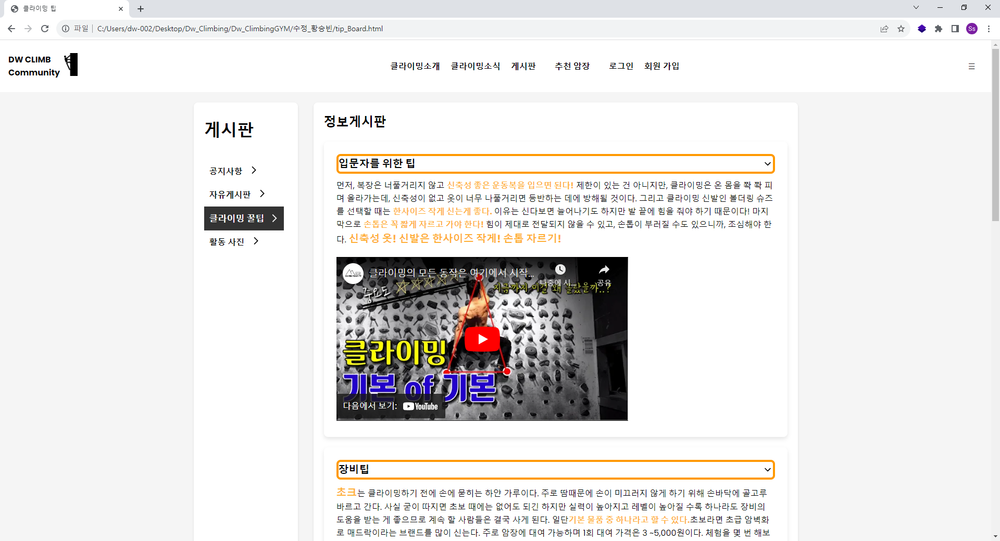 클라이밍 팁
파일 C:/Users/dw-002/Desktop/Dw_Climbing/Dw_ClimbingGYM/수정_황승빈/tip_Board.html
Ss
DW CLIMB
Community
클라이밍소개 클라이밍소식 게시판 추천 암장 로그인 회원 가입
게시판
공지사항
자유게시판
클라이밍 꿀팁
활동 사진
정보게시판
입문자를 위한 팁
먼저, 복장은 너풀거리지 않고 신축성 좋은 운동복을 입으면 된다! 제한이 있는 건 아니지만, 클라이밍은 온 몸을 쫙 쫙 피
며 올라가는데, 신축성이 없고 옷이 너무 나풀거리면 등반하는 데에 방해될 것이다. 그리고 클라이밍 신발인 볼더링 슈즈
를 선택할 때는 한사이즈 작게 신는게 좋다. 이유는 신다보면 늘어나기도 하지만 발 끝에 힘을 줘야 하기 때문이다! 마지
막으로 손톱은 꼭 짧게 자르고 가야 한다! 힘이 제대로 전달되지 않을 수 있고, 손톱이 부러질 수도 있으니까, 조심해야 한
다. 신축성 옷! 신발은 한사이즈 작게! 손톱 자르기!
클라이밍의 모든 동작은 여기에서 시작...
나중에 시...
공유
중요도
지금까지 이걸 왜 몰랐을까..?
클라이밍
기본 of 기본
다음에서 보기: YouTube
장비팁
초크는 클라이밍하기 전에 손에 묻히는 하얀 가루이다. 주로 땀때문에 손이 미끄러지 않게 하기 위해 손바닥에 골고루
바르고 간다. 사실 굳이 따지면 초보 때에는 없어도 되긴 하지만 실력이 높아지고 레벨이 높아질 수록 하나라도 장비의
도움을 받는 게 좋으므로 계속 할 사람들은 결국 사게 된다. 일단기본 물품 중 하나라고 할 수 있다.초보라면 초급 암벽화
로 매드락이라는 브랜드를 많이 신는다. 주로 암장에 대여 가능하며 1회 대여 가격은 3 ~5,000원이다. 체험을 몇 번 해보